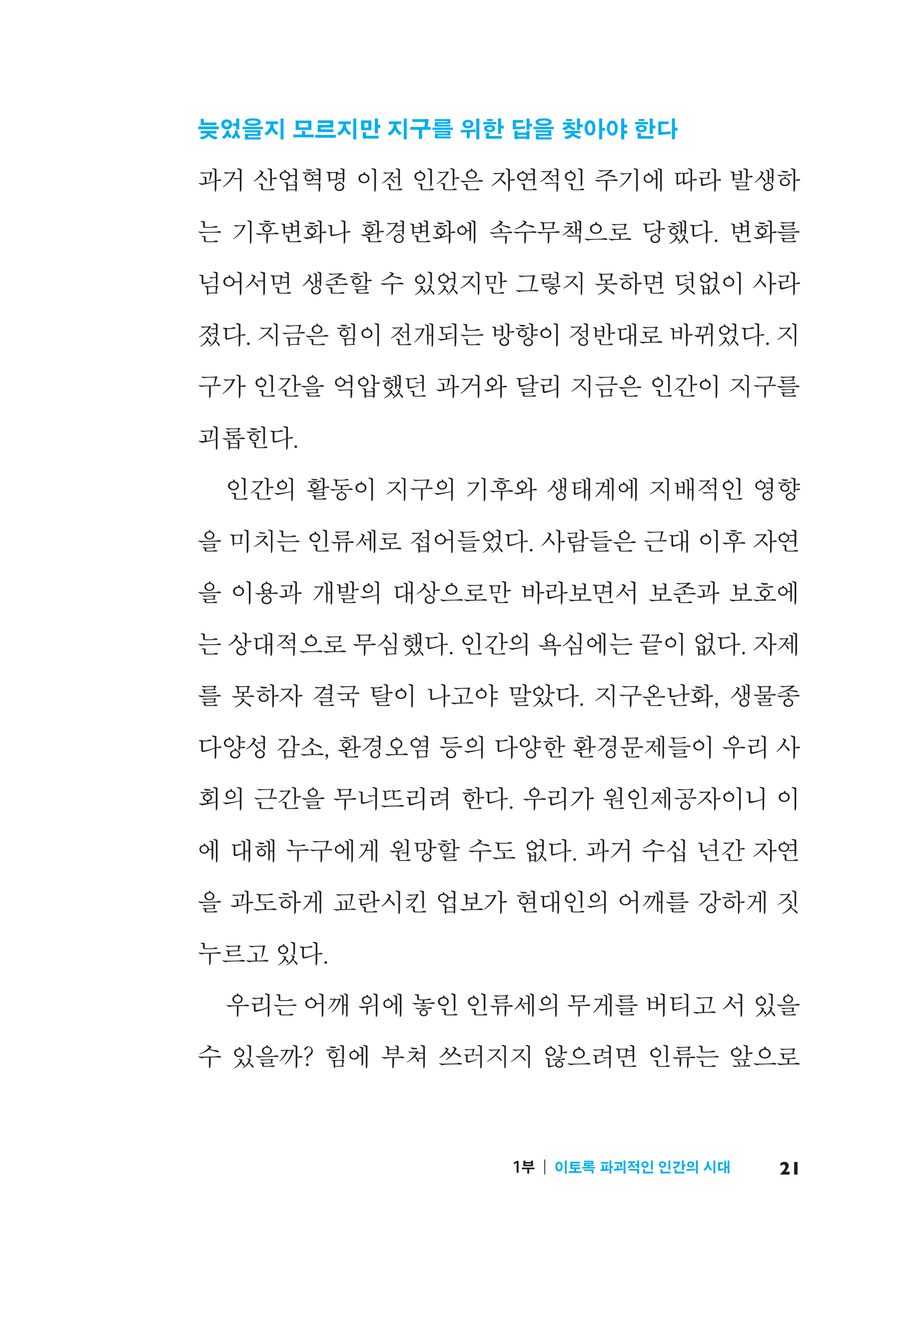 늦었을지 모르지만 지구를 위한 답을 찾아야 한다
과거 산업혁명 이전 인간은 자연적인 주기에 따라 발생하
는 기후변화나 환경변화에 속수무책으로 당했다. 변화를
넘어서면 생존할 수 있었지만 그렇지 못하면 덧없이 사라
졌다. 지금은 힘이 전개되는 방향이 정반대로 바뀌었다. 지
구가 인간을 억압했던 과거와 달리 지금은 인간이 지구를
괴롭힌다.
인간의 활동이 지구의 기후와 생태계에 지배적인 영향
을 미치는 인류세로 접어들었다. 사람들은 근대 이후 자연
을 이용과 개발의 대상으로만 바라보면서 보존과 보호에
는 상대적으로 무심했다. 인간의 욕심에는 끝이 없다. 자제
를 못하자 결국 탈이 나고야 말았다. 지구온난화, 생물종
다양성 감소, 환경오염 등의 다양한 환경문제들이 우리 사
회의 근간을 무너뜨리려 한다. 우리가 원인제공자이니 이
에 대해 누구에게 원망할 수도 없다. 과거 수십 년간 자연
을 과도하게 교란시킨 업보가 현대인의 어깨를 강하게 짓
누르고 있다.
우리는 어깨 위에 놓인 인류세의 무게를 버티고 서 있을
수 있을까? 힘에 부쳐 쓰러지지 않으려면 인류는 앞으로
1부 | 이토록 파괴적인 인간의 시대 21